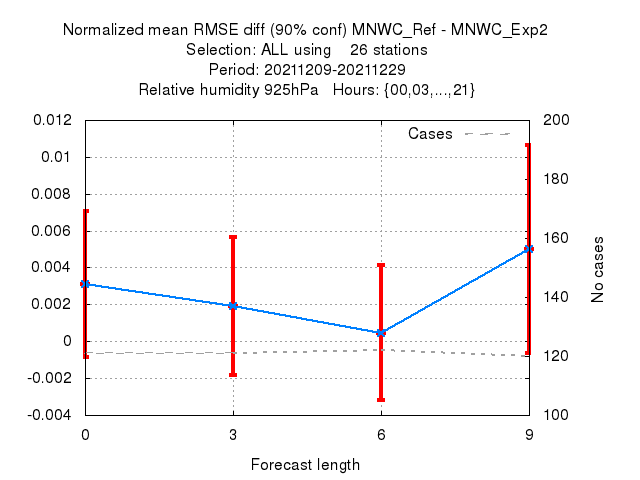 Normalized mean RMSE diff (90% conf) MNWC_Ref - MNWC_Exp2
Selection: ALL using    26 stations
Period: 20211209-20211229
Relative humidity 925hPa   Hours: {00,03,...,21}
Cases
0.012
0.01
0.008
0.006
0.004
0.002
0
-0.002
-0.004
200
180
160
140
120
100
No cases
0
3
6
9
Forecast length